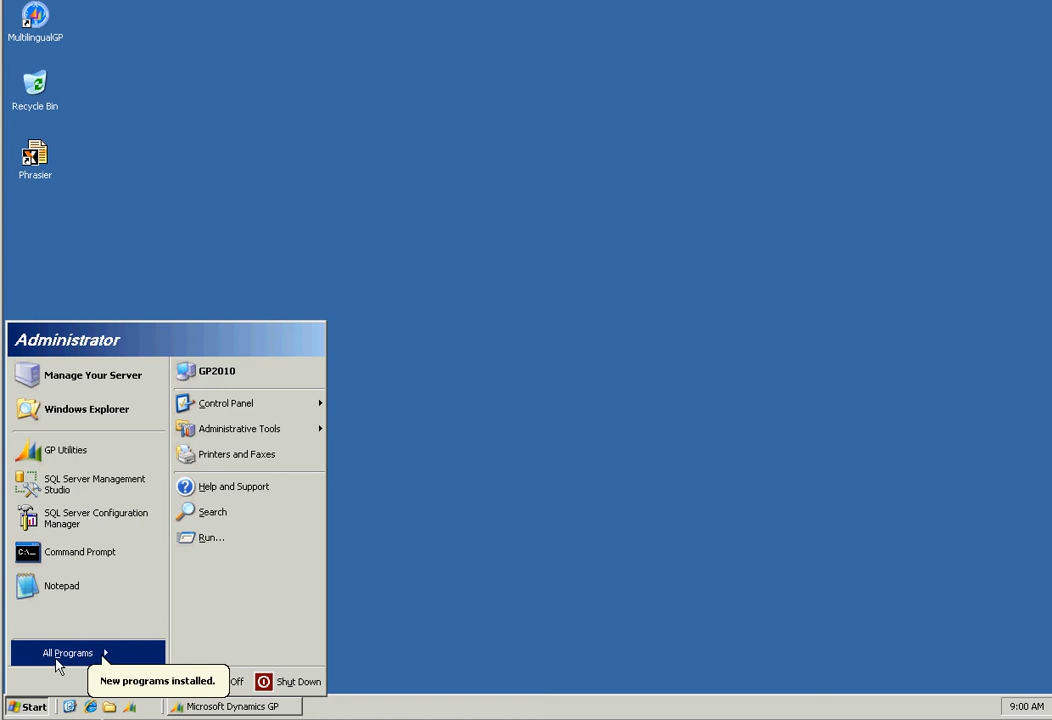 MultilingualGP
Recycle Bin
Phrasier
Administrator
Manage Your Server
Windows Explorer
GP Utilities
SQL Server Management
Studio
SQL Server Configuration
Manager
Command Prompt
Notepad
All Programs
GP2010
Control Panel
Administrative Tools
Printers and Faxes
Help and Support
Search
Run...
New programs installed.
Off
Shut Down
Start
Microsoft Dynamics GP
9:00 AM